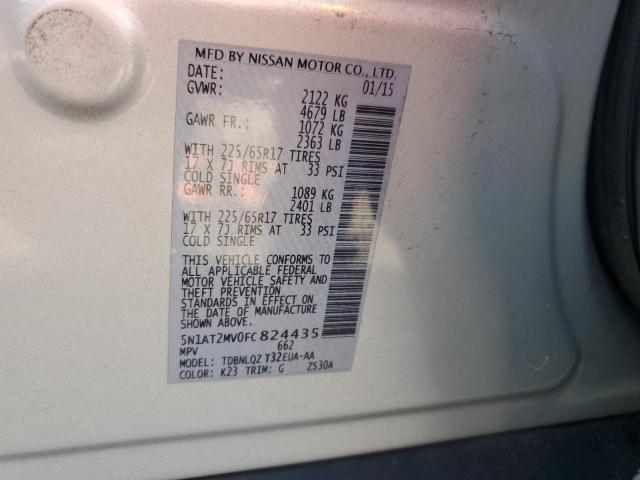 MFD BY NISSAN MOTOR CO., LTD.
DATE: 01/15
GVWR: 2122 KG
4679 LB
GAWR FR.: 1072 KG
2363 LB
WITH 225/65R17 TIRES
17 X 7J RIMS AT 33 PSI
COLD SINGLE
GAWR RR.: 1089 KG
2401 LB
WITH 225/65R17 TIRES
17 X 7J RIMS AT 33 PSI
COLD SINGLE
THIS VEHICLE CONFORMS TO
ALL APPLICABLE FEDERAL
MOTOR VEHICLE SAFETY AND
THEFT PREVENTION
STANDARDS IN EFFECT ON
THE DATE OF MANUFACTURE
SHOWN ABOVE.
5N1AT2MV0FC824435
MPV 662
MODEL: TDBNLQZ T32EUA-AA
COLOR: K23 TRIM: G Z530A